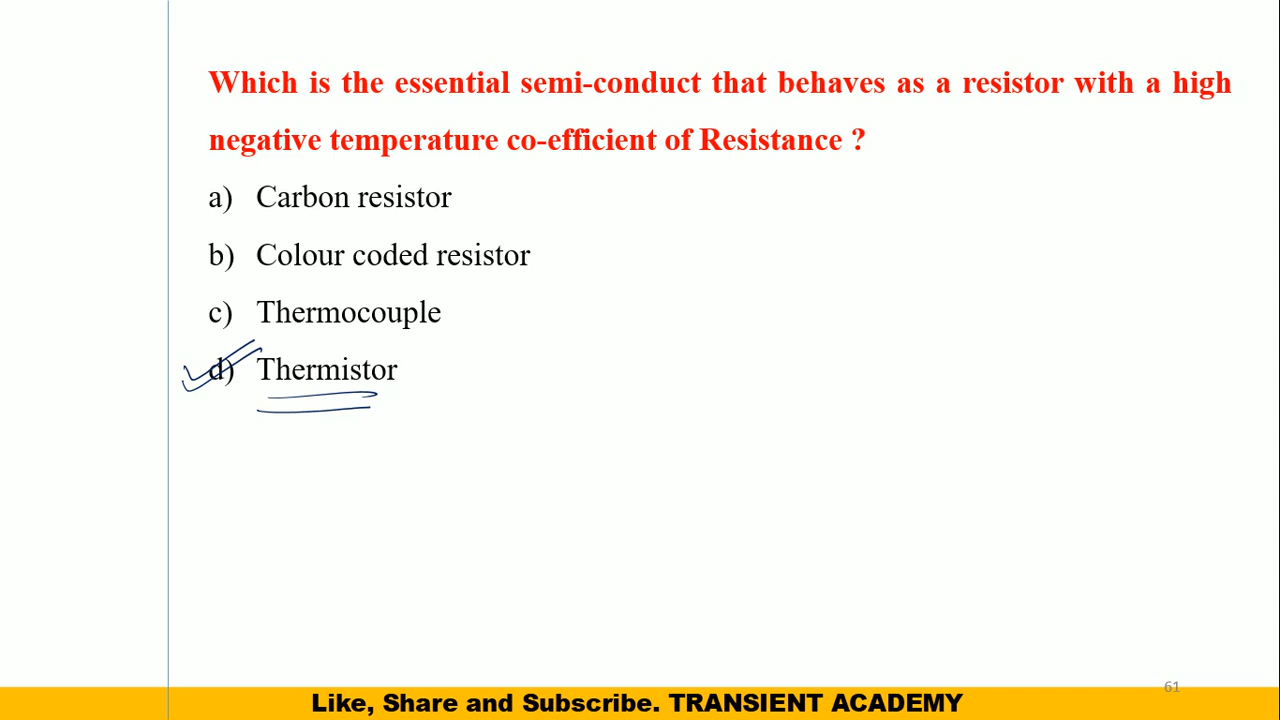 Which is the essential semi-conduct that behaves as a resistor with a high
negative temperature co-efficient of Resistance ?
a) Carbon resistor
b) Colour coded resistor
c) Thermocouple
d) Thermistor
61
Like, Share and Subscribe. TRANSIENT ACADEMY